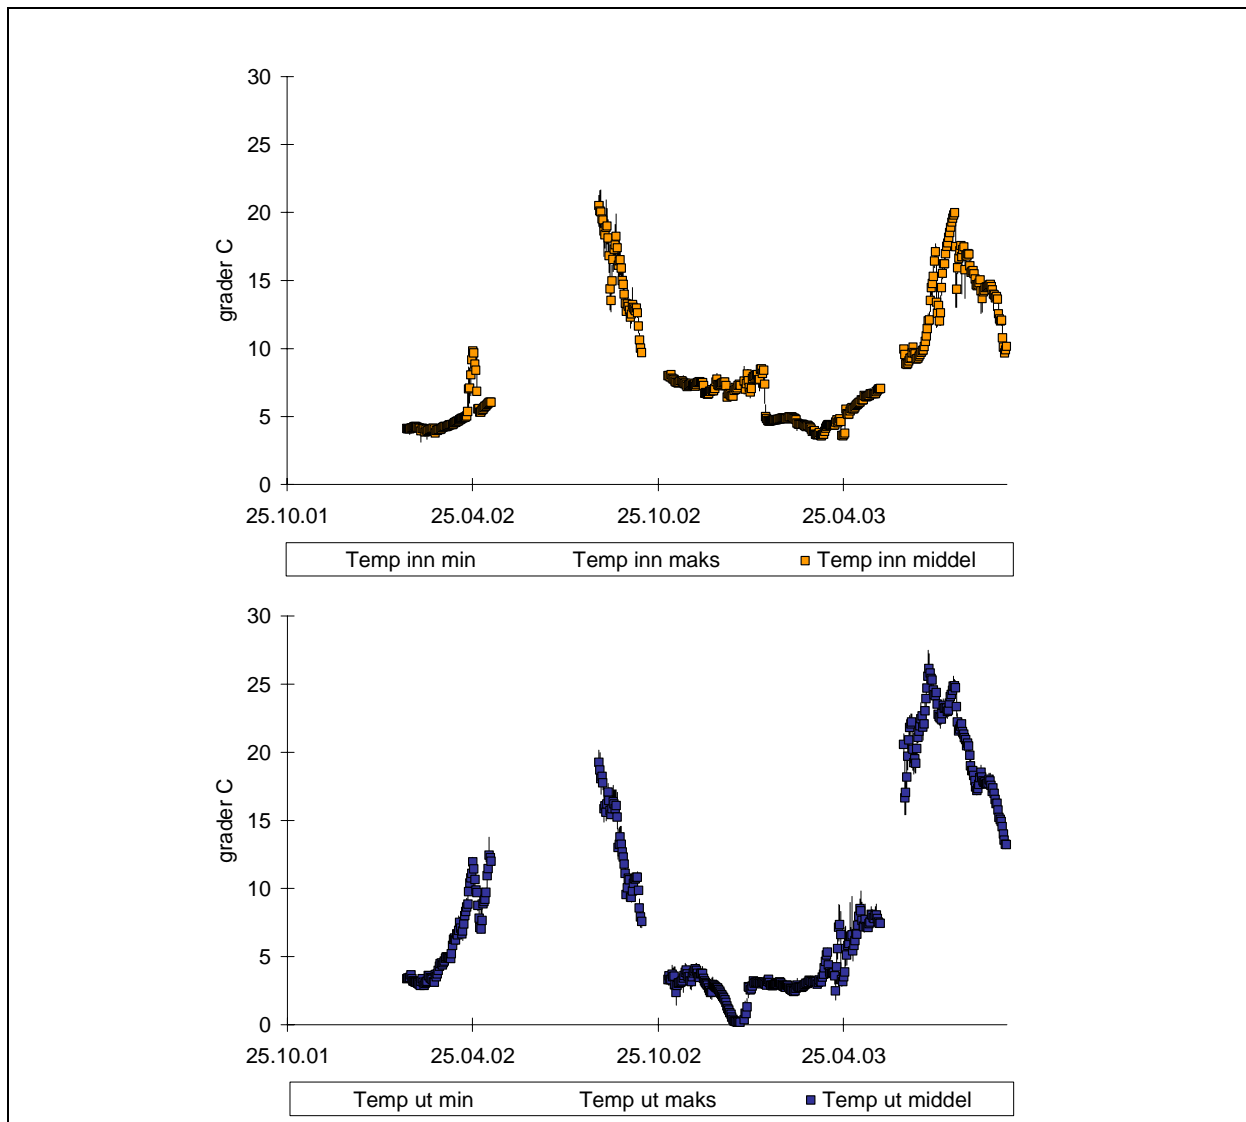 30
25
20
15
10
5
0
grader C
25.10.01 25.04.02 25.10.02 25.04.03
Temp inn min Temp inn maks Temp inn middel
30
25
20
15
10
5
0
grader C
25.10.01 25.04.02 25.10.02 25.04.03
Temp ut min Temp ut maks Temp ut middel